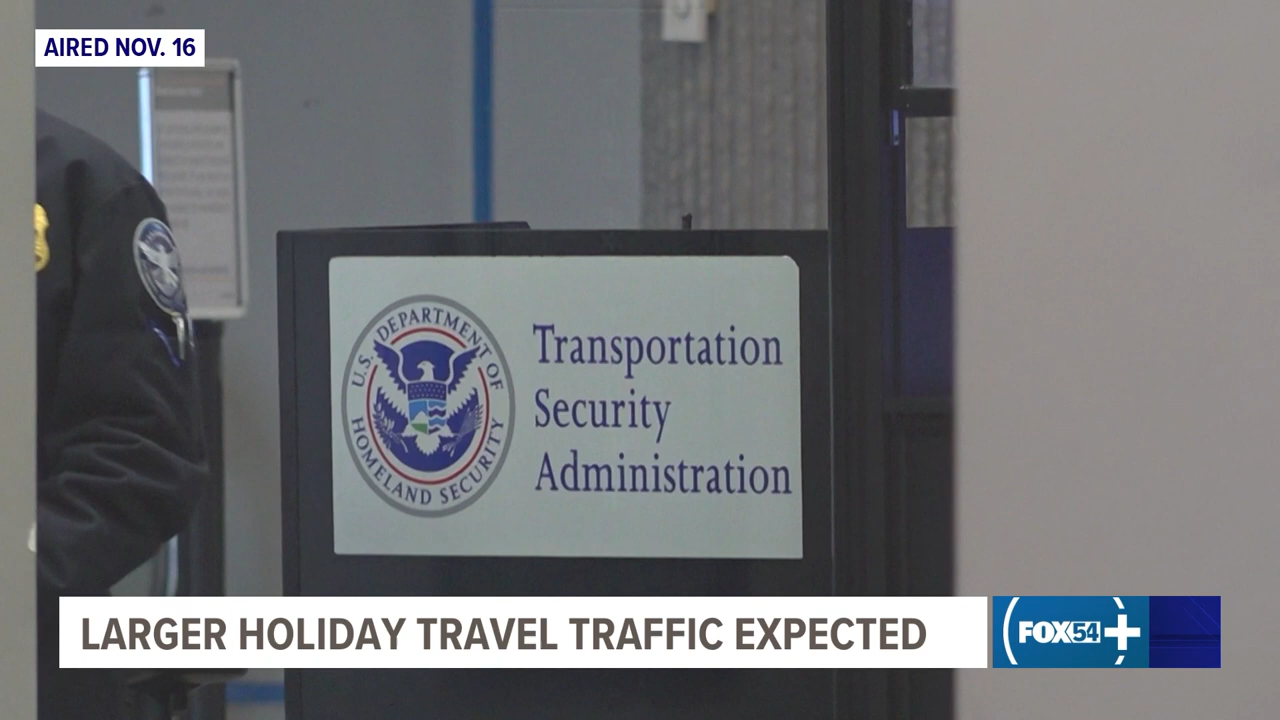 AIRED NOV. 16
U.S. DEPARTMENT OF
HOMELAND SECURITY
Transportation
Security
Administration
LARGER HOLIDAY TRAVEL TRAFFIC EXPECTED
FOX54+